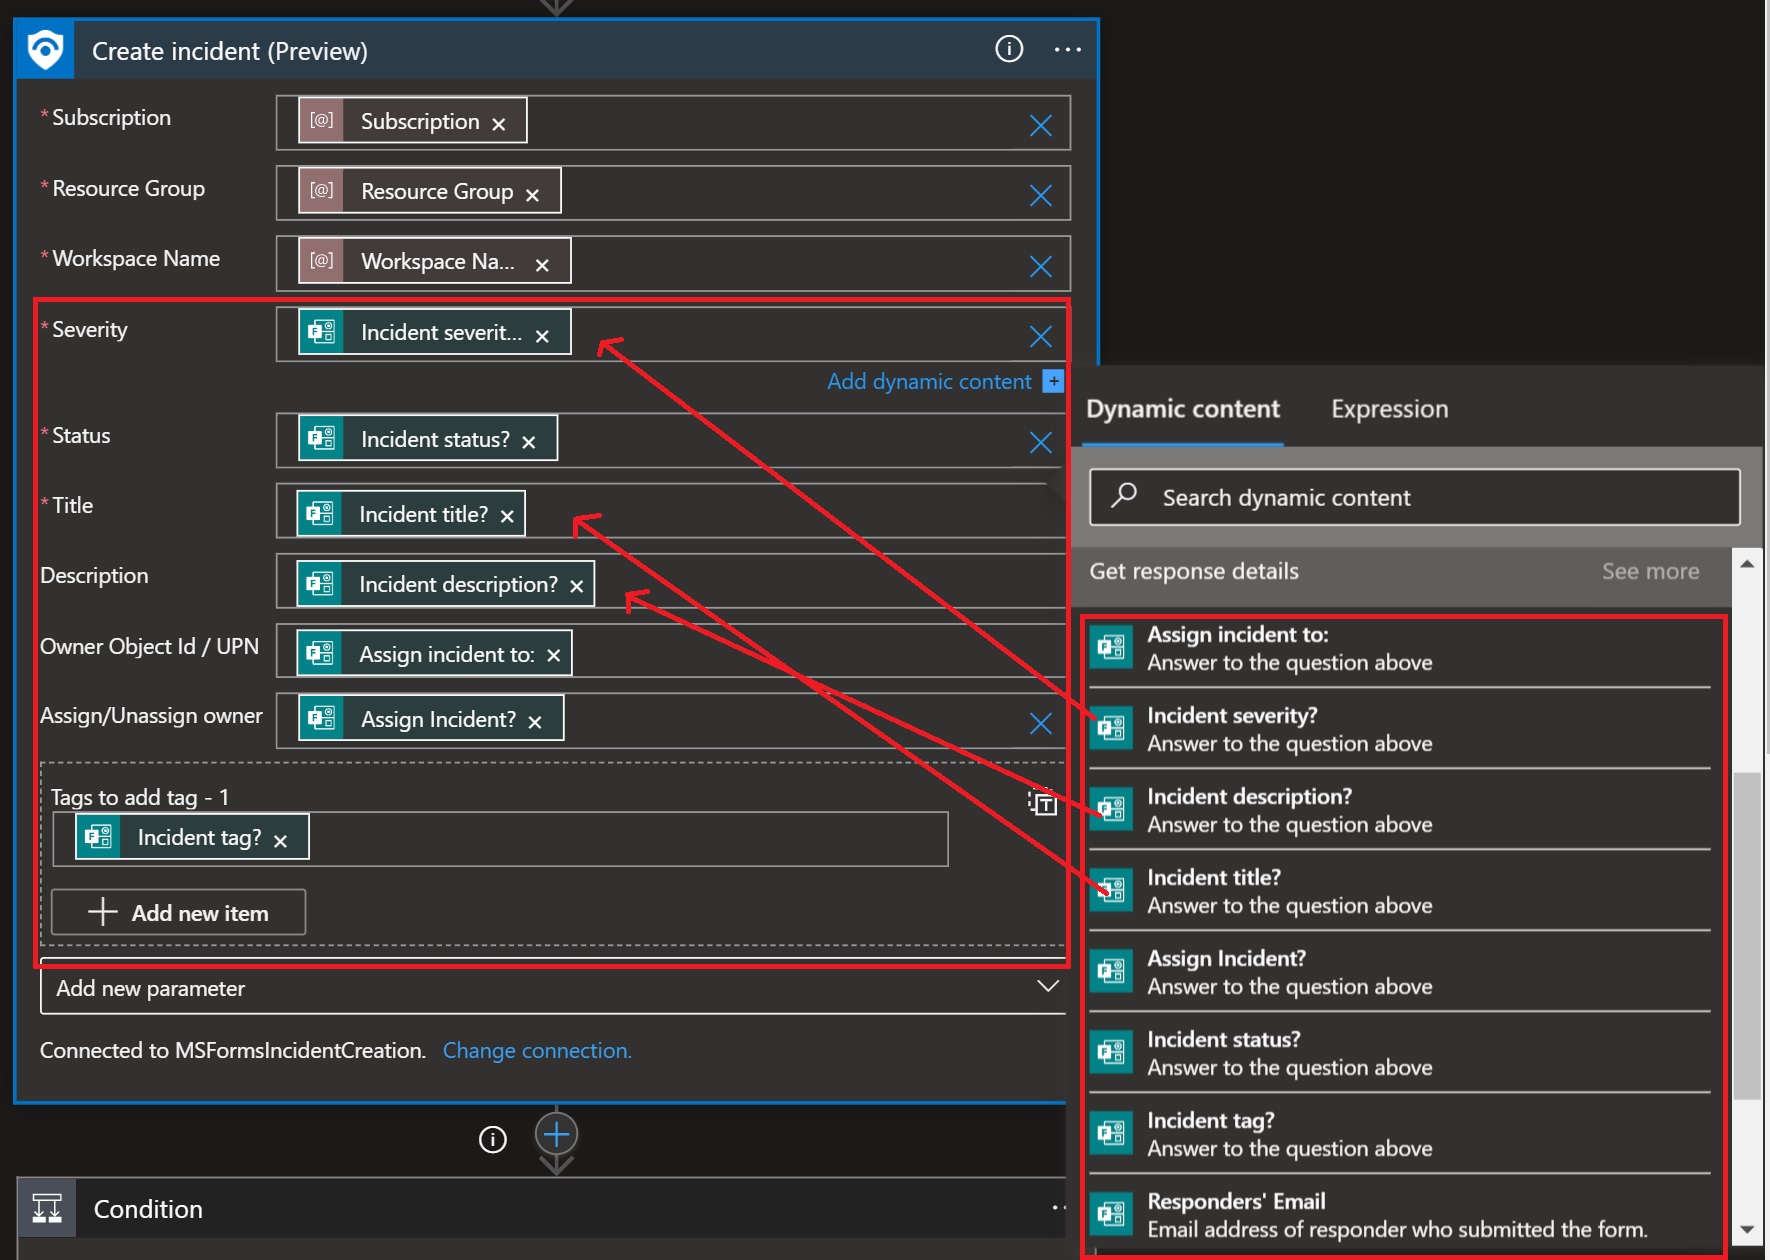 Create incident (Preview)
* Subscription
[@] Subscription ×
* Resource Group
[@] Resource Group ×
* Workspace Name
[@] Workspace Na... ×
* Severity
Incident severit... ×
Add dynamic content +
* Status
Incident status? ×
* Title
Incident title? ×
Description
Incident description? ×
Owner Object Id / UPN
Assign incident to: ×
Assign/Unassign owner
Assign Incident? ×
Tags to add tag - 1
Incident tag? ×
Add new item
Add new parameter
Connected to MSFormsIncidentCreation. Change connection.
Condition
Dynamic content
Expression
Search dynamic content
Get response details
See more
Assign incident to:
Answer to the question above
Incident severity?
Answer to the question above
Incident description?
Answer to the question above
Incident title?
Answer to the question above
Assign Incident?
Answer to the question above
Incident status?
Answer to the question above
Incident tag?
Answer to the question above
Responders' Email
Email address of responder who submitted the form.